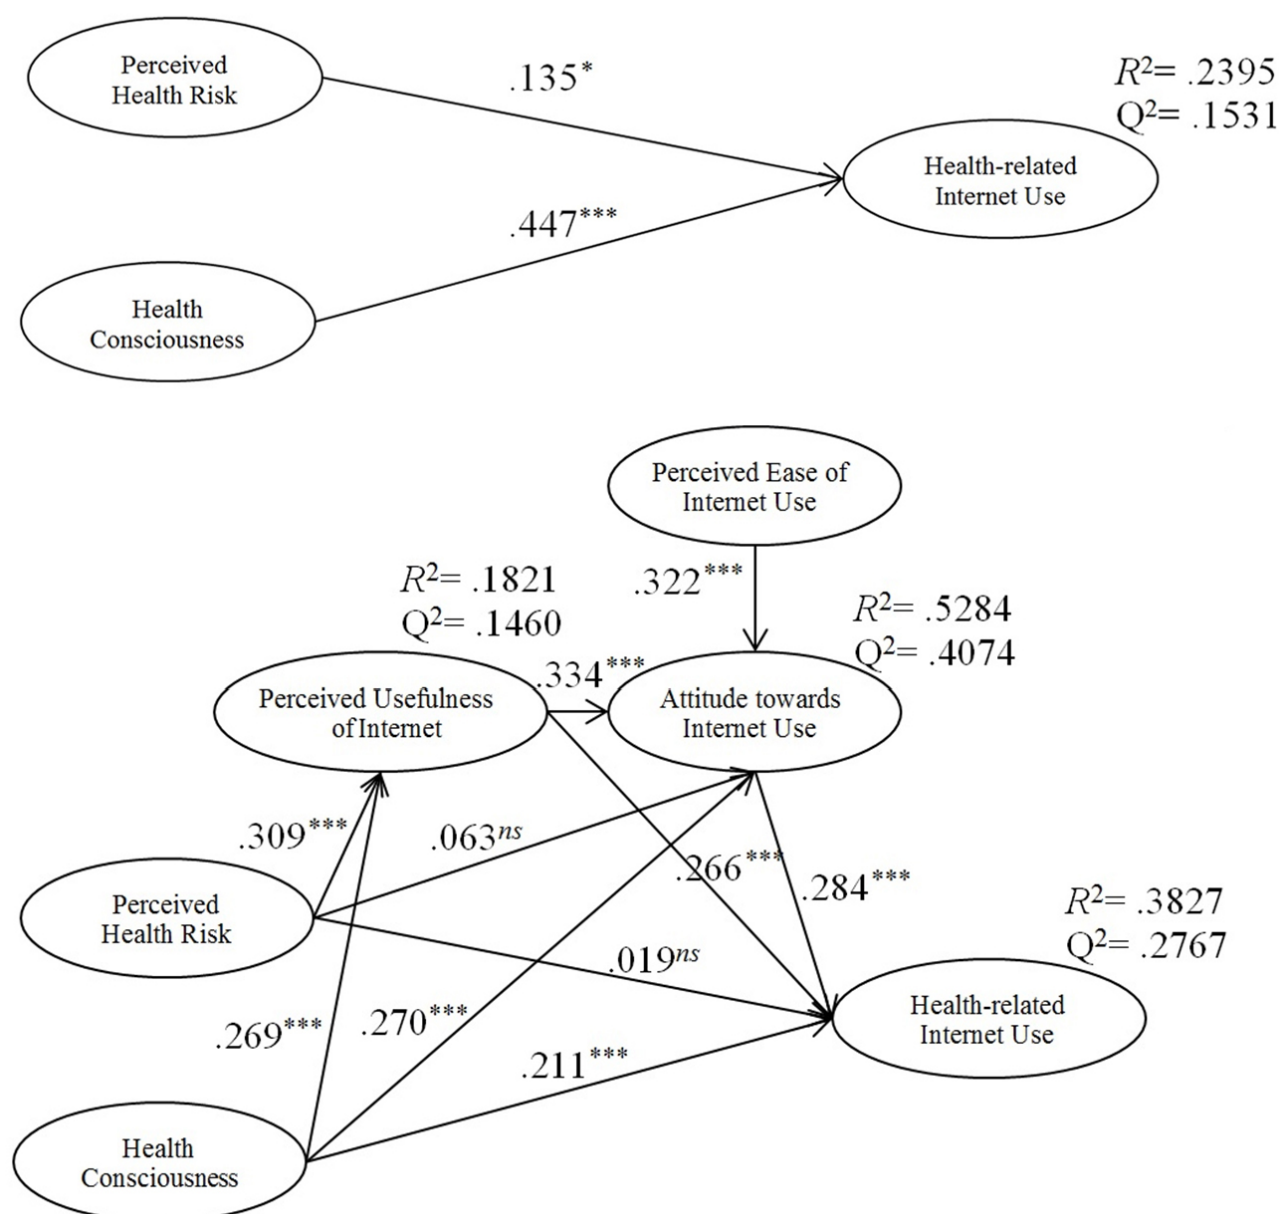 Perceived
Health Risk
.135*
R²= .2395
Q²= .1531
Health-related
Internet Use
.447***
Health
Consciousness
Perceived Ease of
Internet Use
.322***
R²= .1821
Q²= .1460
R²= .5284
Q²= .4074
Perceived Usefulness
of Internet
.334***
Attitude towards
Internet Use
.309***
.063ns
.266***
.284***
Perceived
Health Risk
R²= .3827
Q²= .2767
.019ns
Health-related
Internet Use
.269***
.270***
.211***
Health
Consciousness